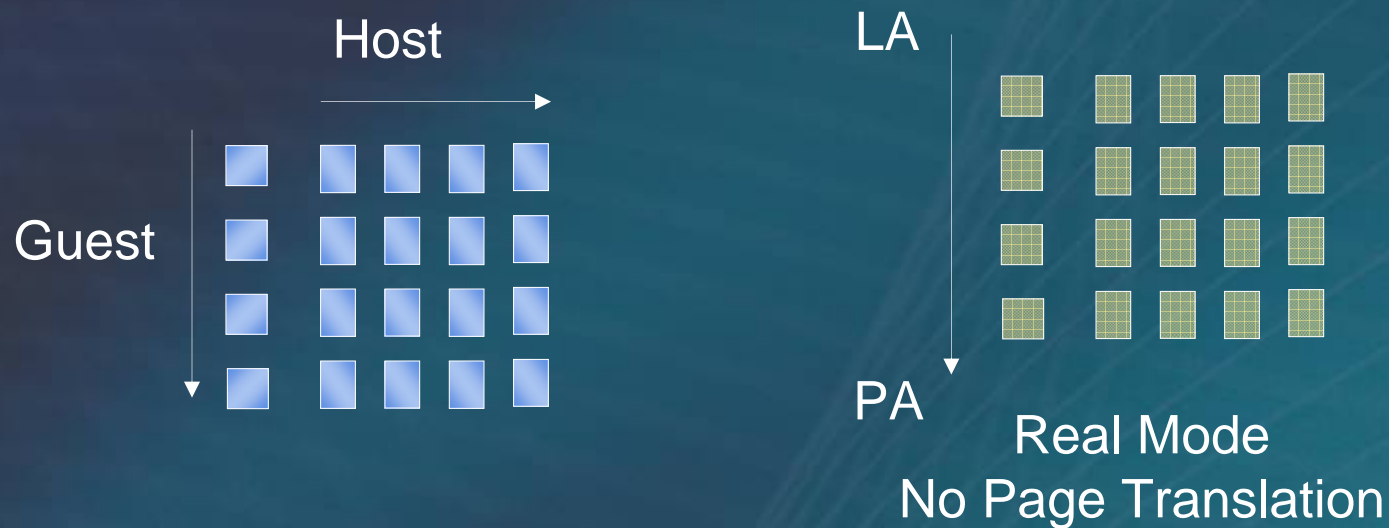 Host
Guest
LA
PA
Real Mode
No Page Translation